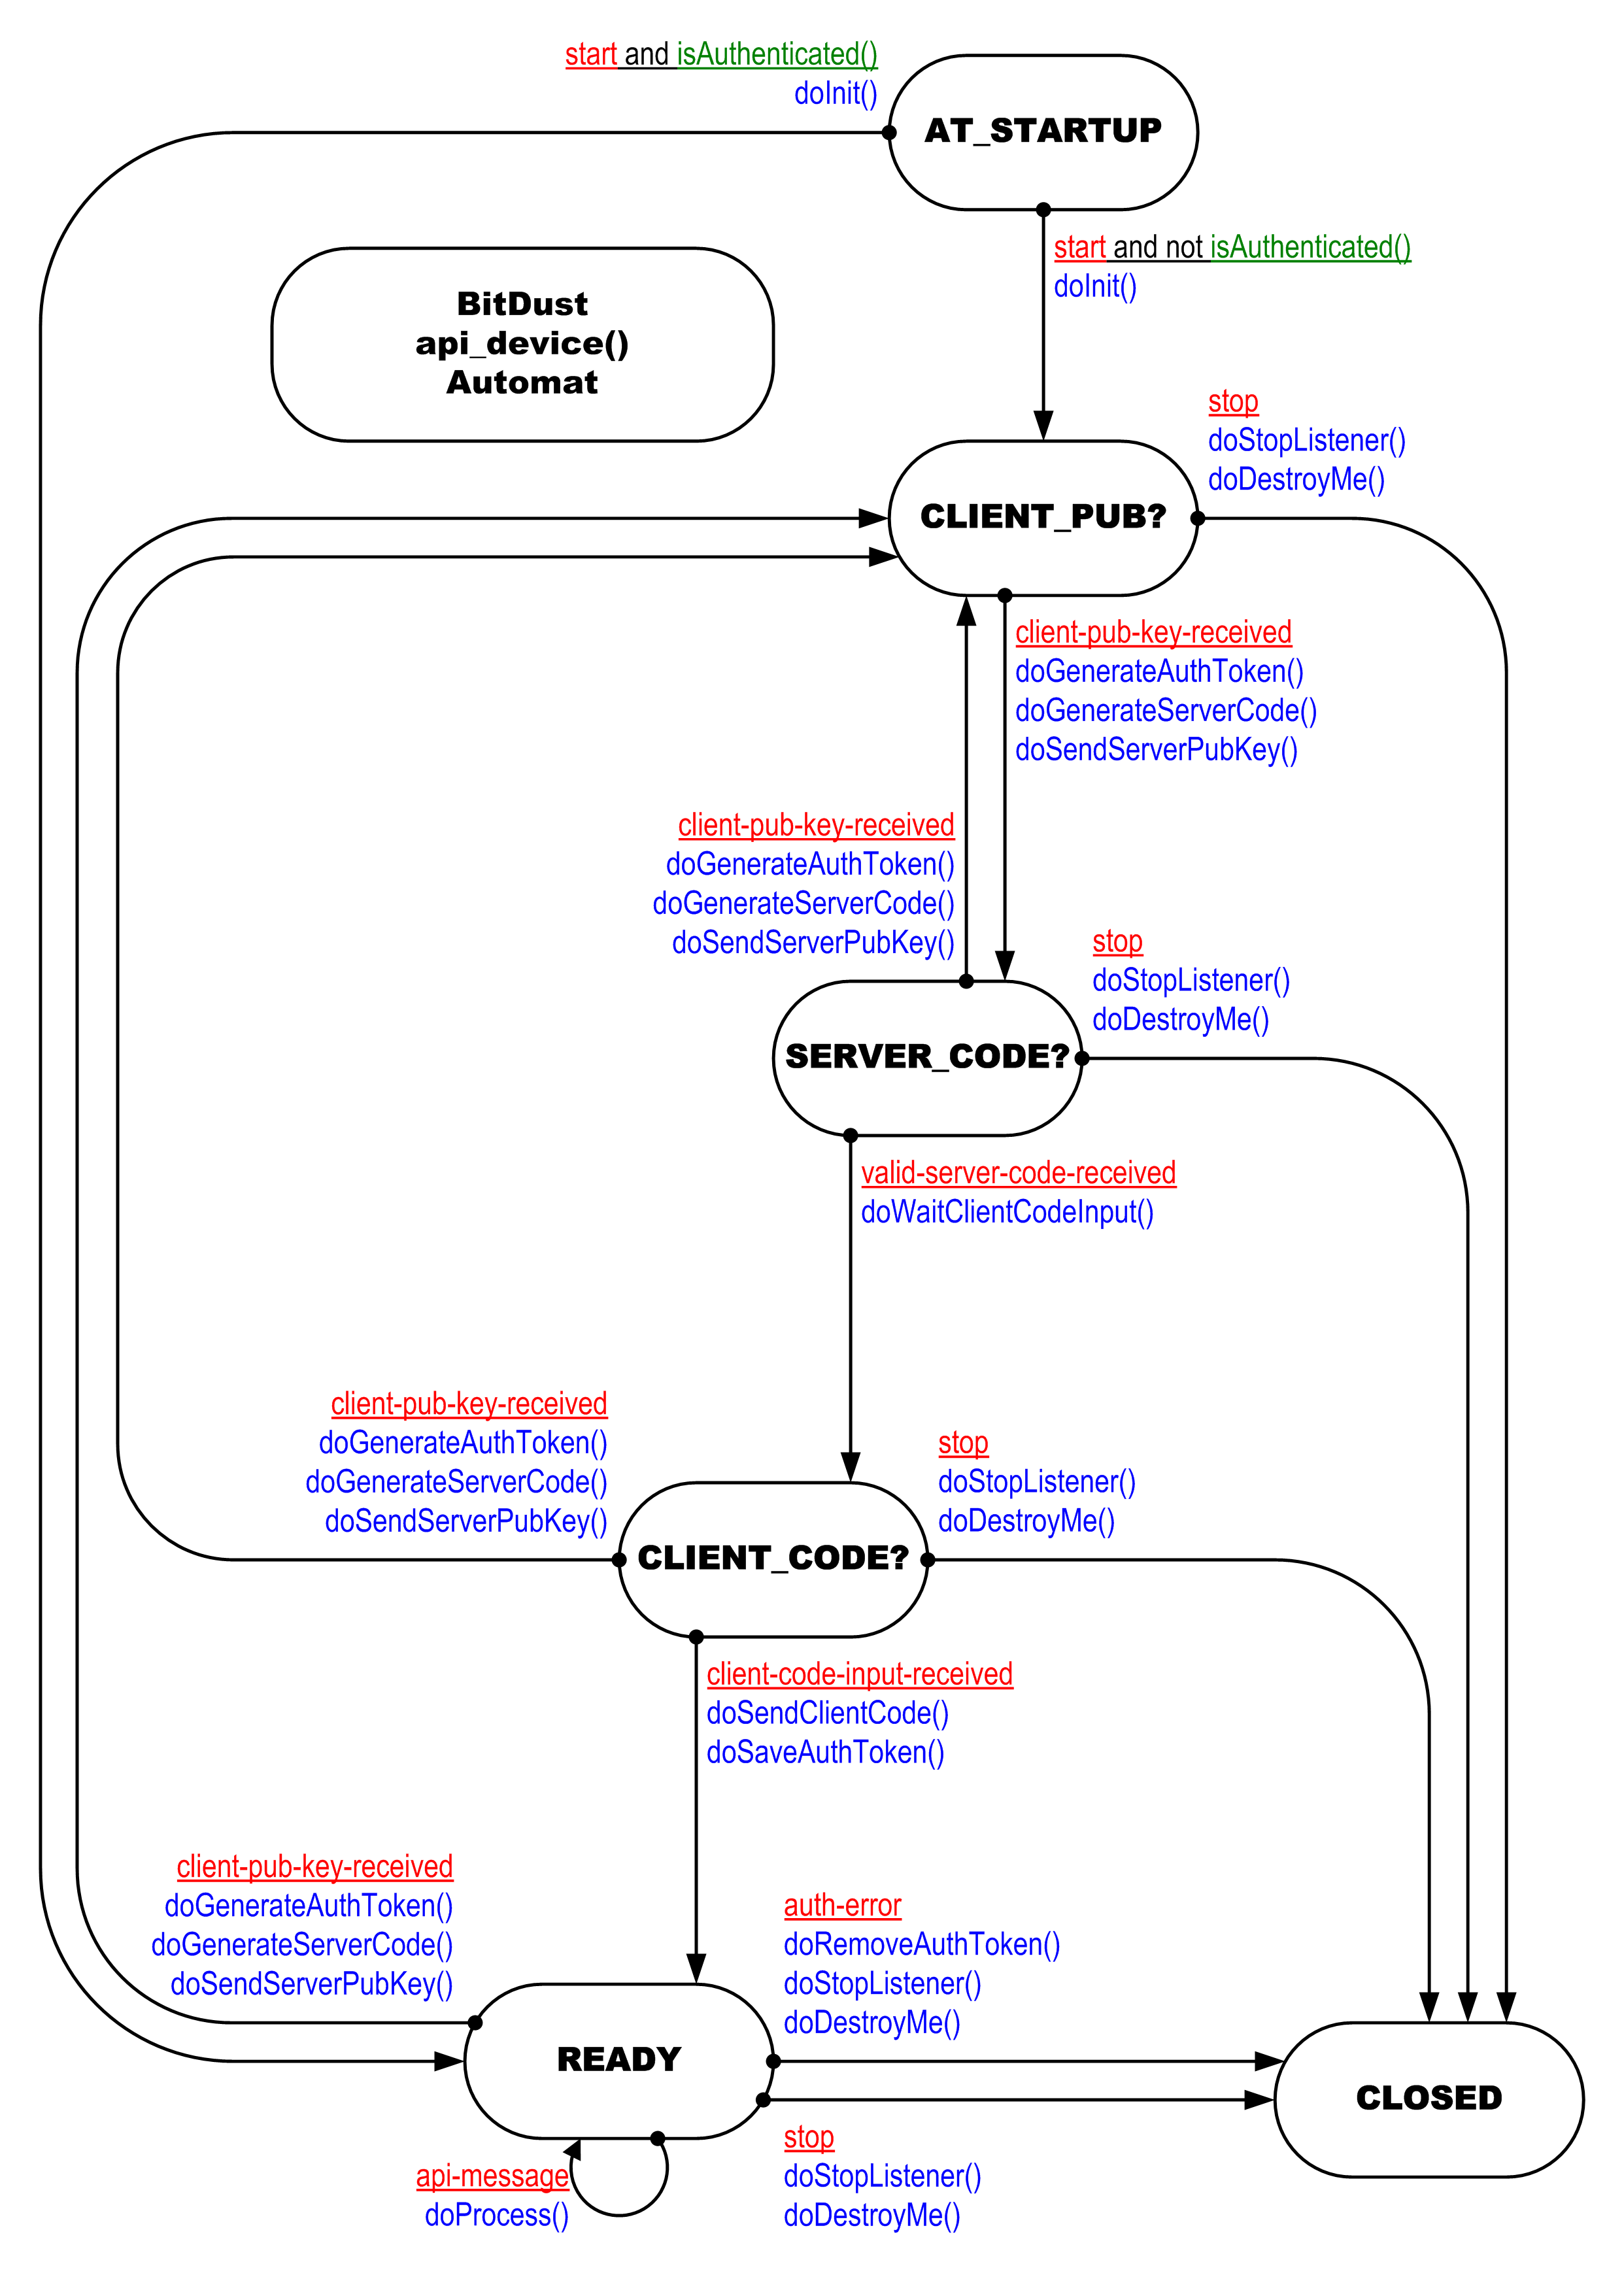 start and isAuthenticated()
doInit()
AT_STARTUP
start and not isAuthenticated()
doInit()
BitDust
api_device()
Automat
stop
doStopListener()
doDestroyMe()
CLIENT_PUB?
client-pub-key-received
doGenerateAuthToken()
doGenerateServerCode()
doSendServerPubKey()
client-pub-key-received
doGenerateAuthToken()
doGenerateServerCode()
doSendServerPubKey()
stop
doStopListener()
doDestroyMe()
SERVER_CODE?
valid-server-code-received
doWaitClientCodeInput()
client-pub-key-received
doGenerateAuthToken()
doGenerateServerCode()
doSendServerPubKey()
stop
doStopListener()
doDestroyMe()
CLIENT_CODE?
client-code-input-received
doSendClientCode()
doSaveAuthToken()
client-pub-key-received
doGenerateAuthToken()
doGenerateServerCode()
doSendServerPubKey()
auth-error
doRemoveAuthToken()
doStopListener()
doDestroyMe()
READY
CLOSED
stop
doStopListener()
doDestroyMe()
api-message
doProcess()